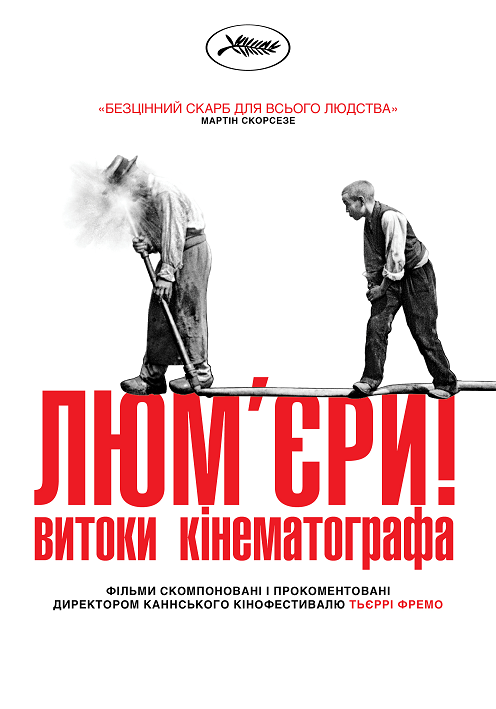 «БЕЗЦІННИЙ СКАРБ ДЛЯ ВСЬОГО ЛЮДСТВА»
МАРТІН СКОРСЕЗЕ
ЛЮМ'ЄРИ!
ВИТОКИ КІНЕМАТОГРАФА
ФІЛЬМИ СКОМПОНОВАНІ І ПРОКОМЕНТОВАНІ
ДИРЕКТОРОМ КАННСЬКОГО КІНОФЕСТИВАЛЮ ТЬЄРРІ ФРЕМО